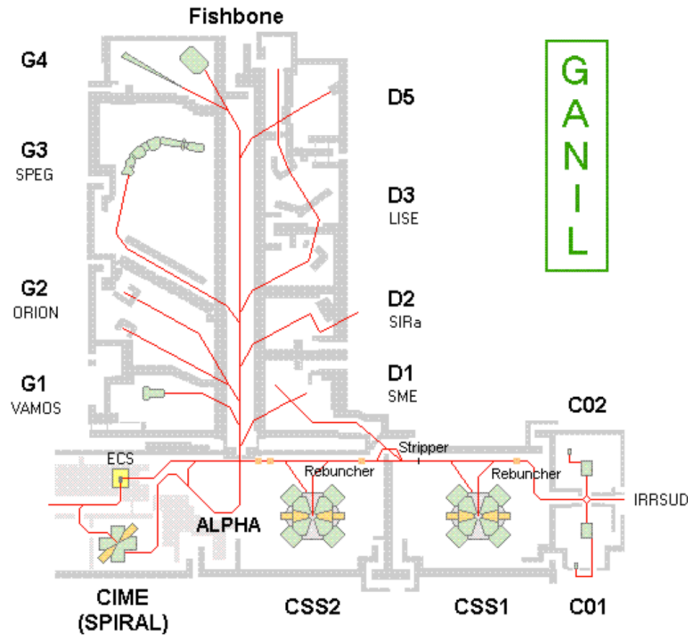 Fishbone
G4
G
A
N
I
L
D5
G3
SPEG
D3
LISE
G2
ORION
D2
SIRa
G1
VAMOS
D1
SME
C02
Stripper
ECS
Rebuncher
Rebuncher
IRRSUD
ALPHA
CIME
(SPIRAL)
CSS2
CSS1
C01